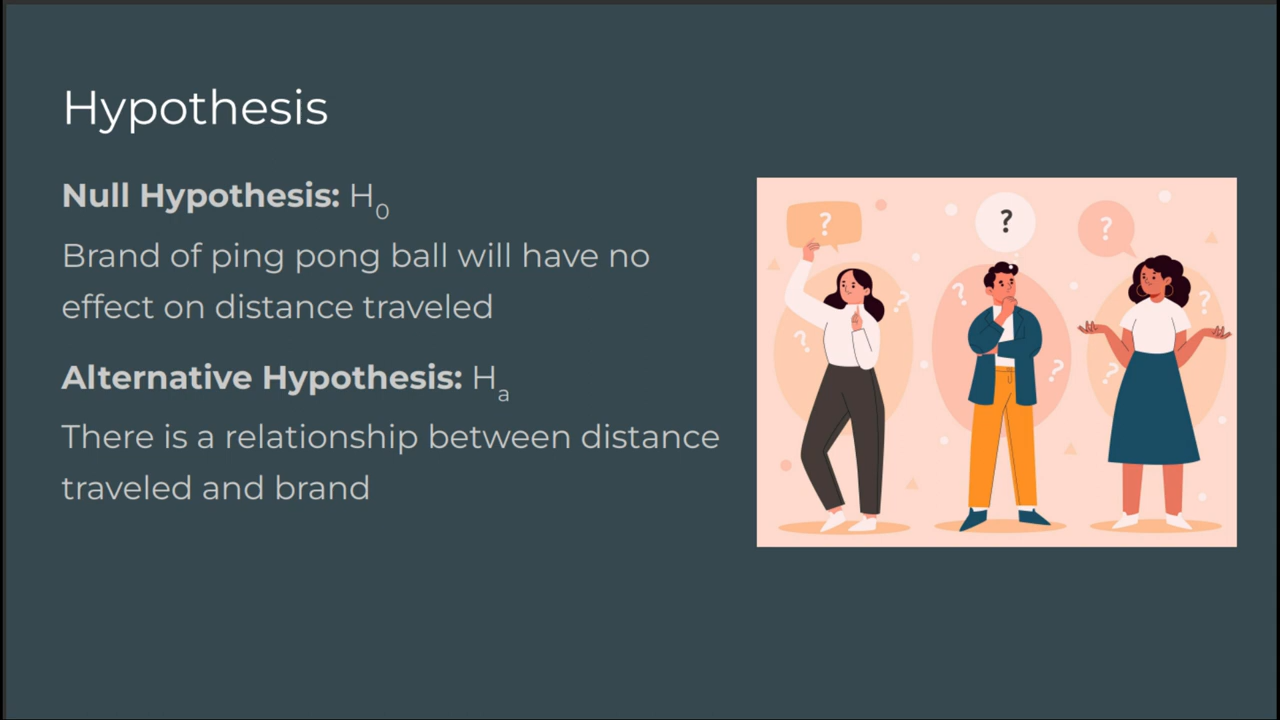 Hypothesis
Null Hypothesis: H0
Brand of ping pong ball will have no
effect on distance traveled
Alternative Hypothesis: Ha
There is a relationship between distance
traveled and brand
?
?
?
?
?
?
?
?
?